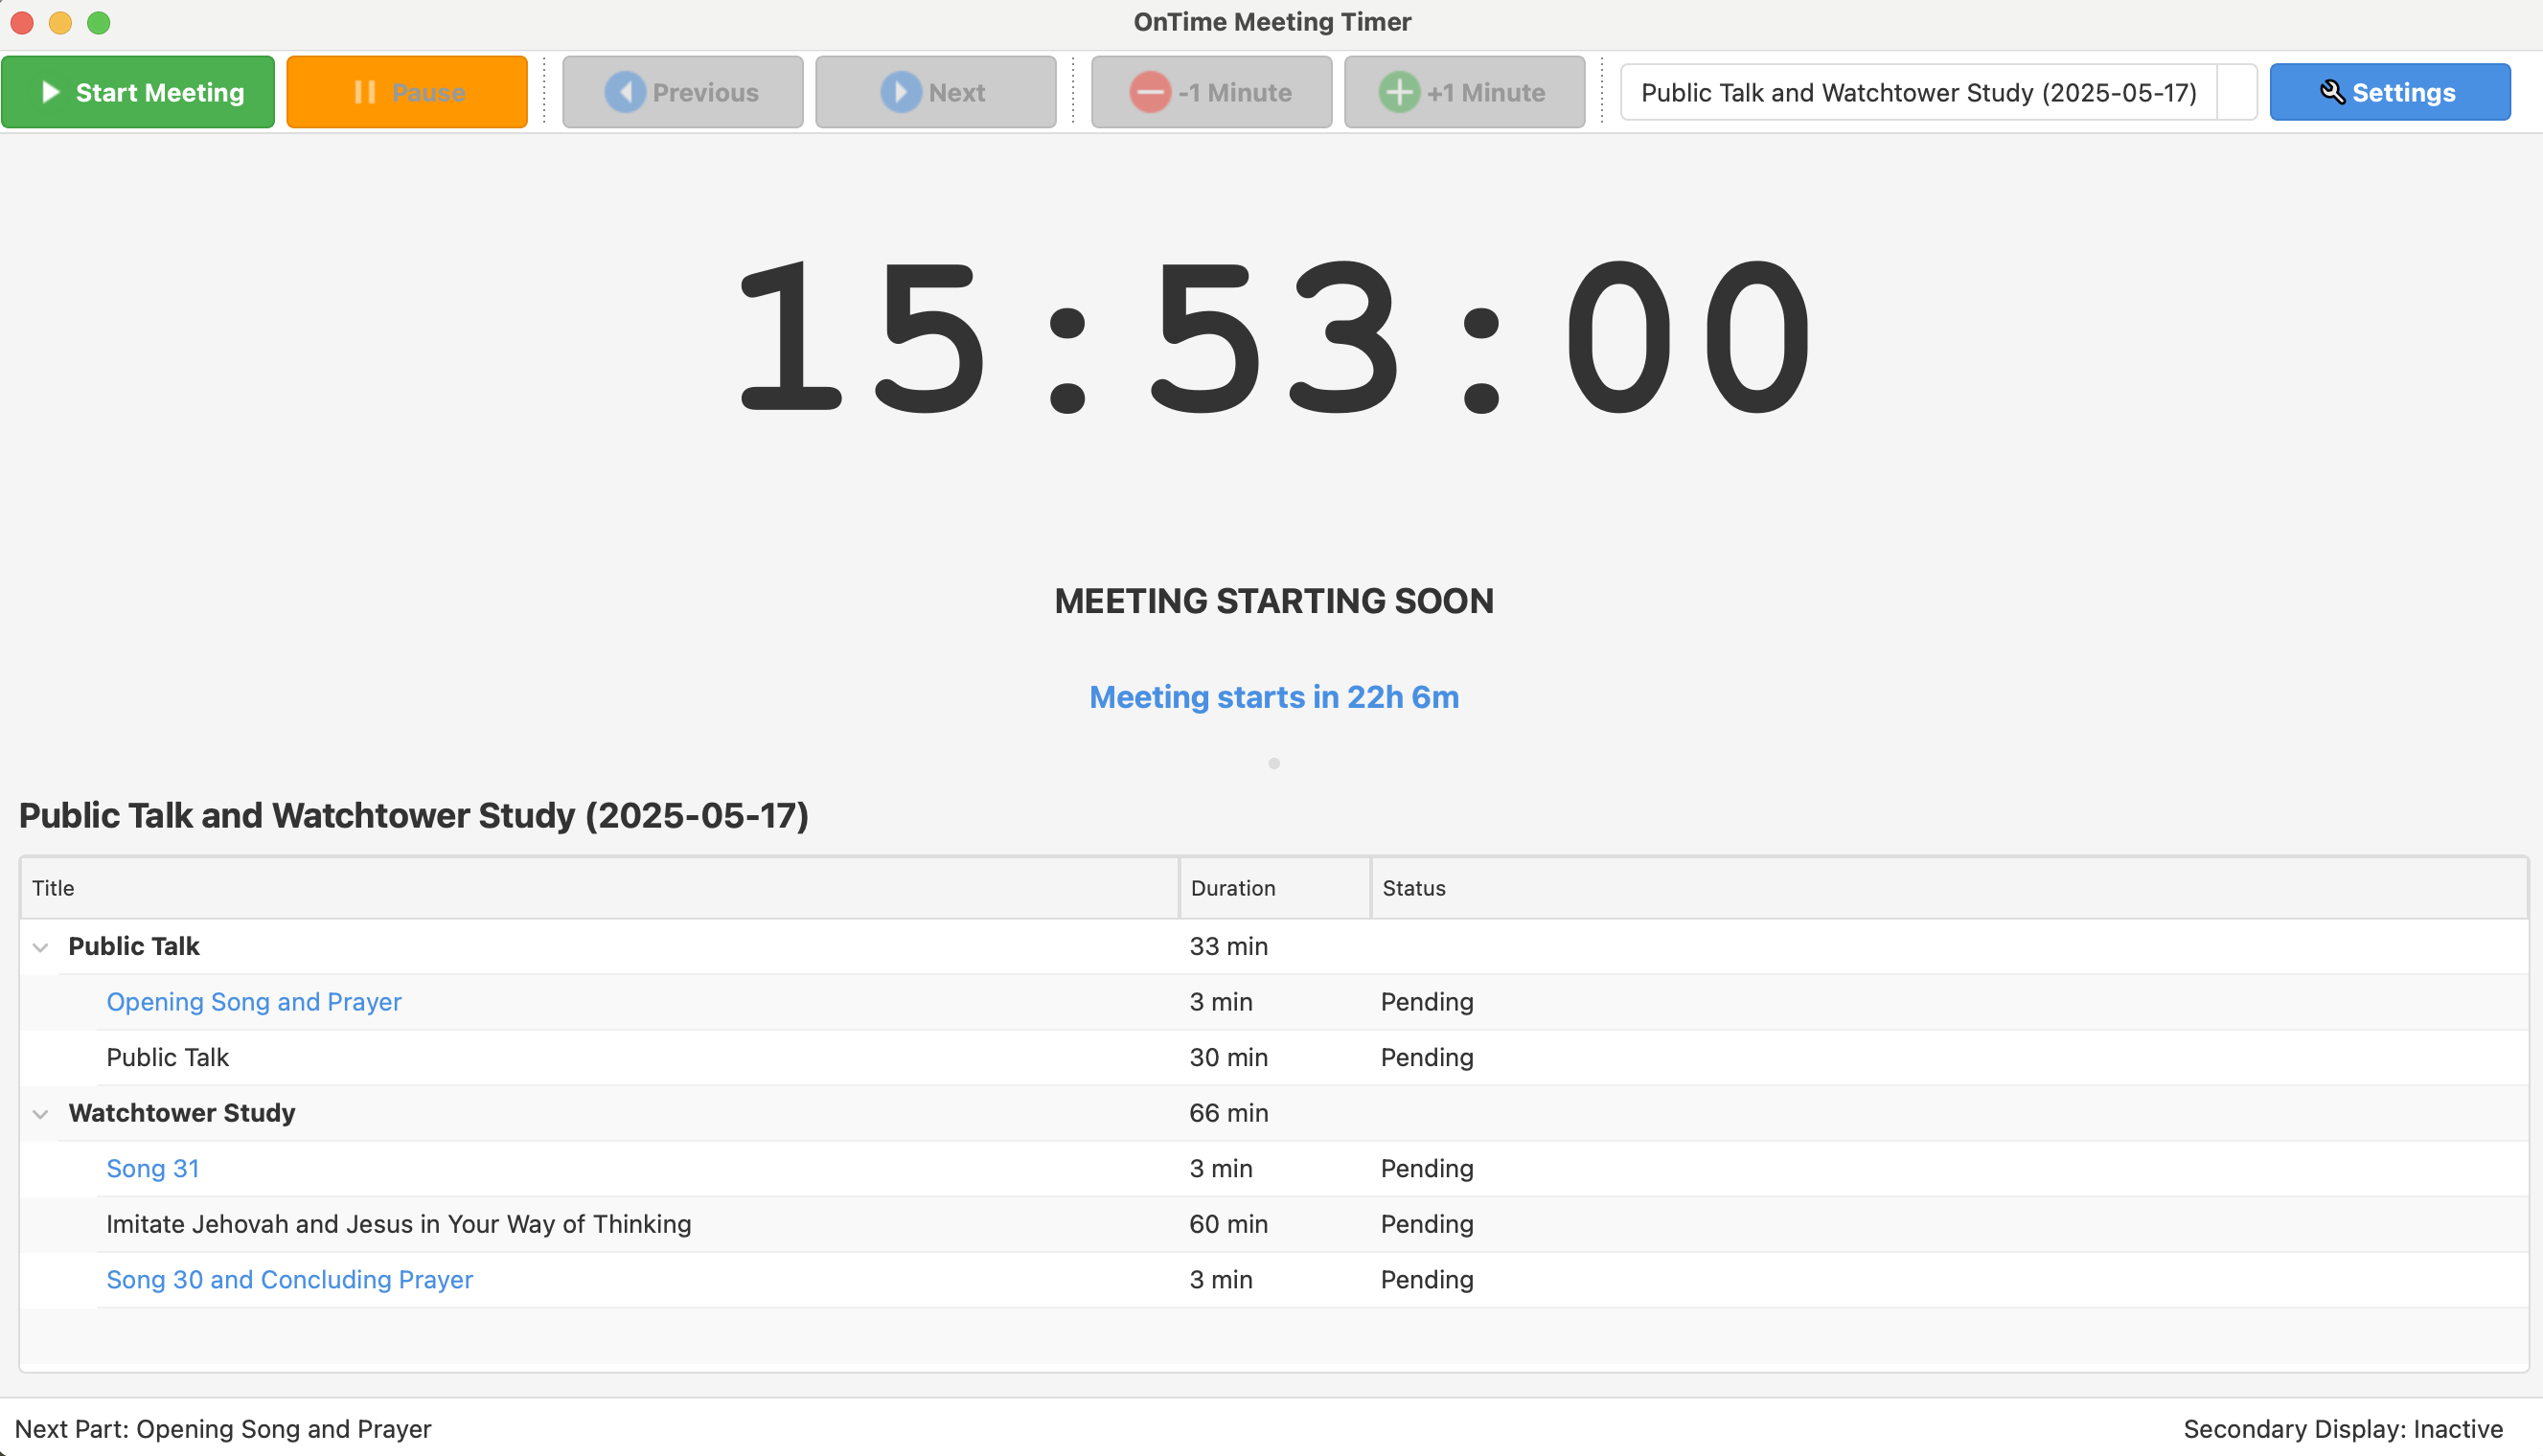 OnTime Meeting Timer
Start Meeting Pause Previous Next -1 Minute +1 Minute Public Talk and Watchtower Study (2025-05-17) Settings
15:53:00
MEETING STARTING SOON
Meeting starts in 22h 6m
Public Talk and Watchtower Study (2025-05-17)
Title Duration Status
Public Talk 33 min
Opening Song and Prayer 3 min Pending
Public Talk 30 min Pending
Watchtower Study 66 min
Song 31 3 min Pending
Imitate Jehovah and Jesus in Your Way of Thinking 60 min Pending
Song 30 and Concluding Prayer 3 min Pending
Next Part: Opening Song and Prayer Secondary Display: Inactive